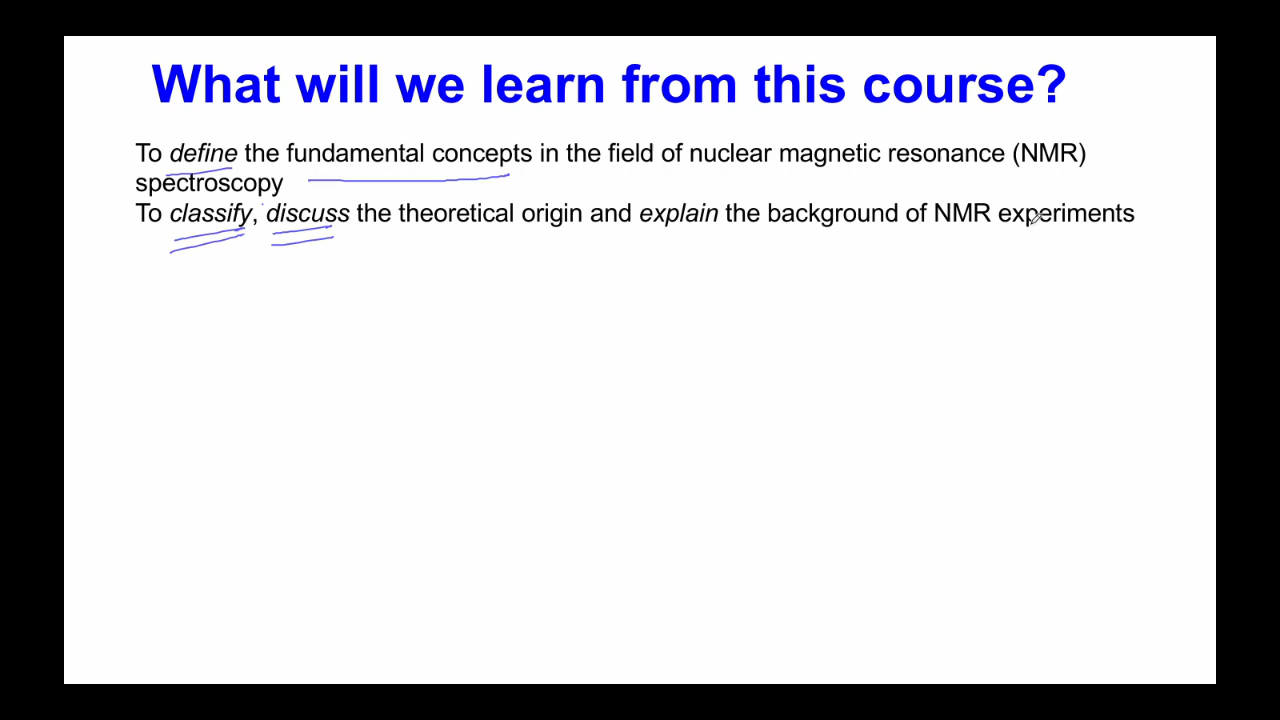 What will we learn from this course?
To define the fundamental concepts in the field of nuclear magnetic resonance (NMR)
spectroscopy
To classify, discuss the theoretical origin and explain the background of NMR experiments